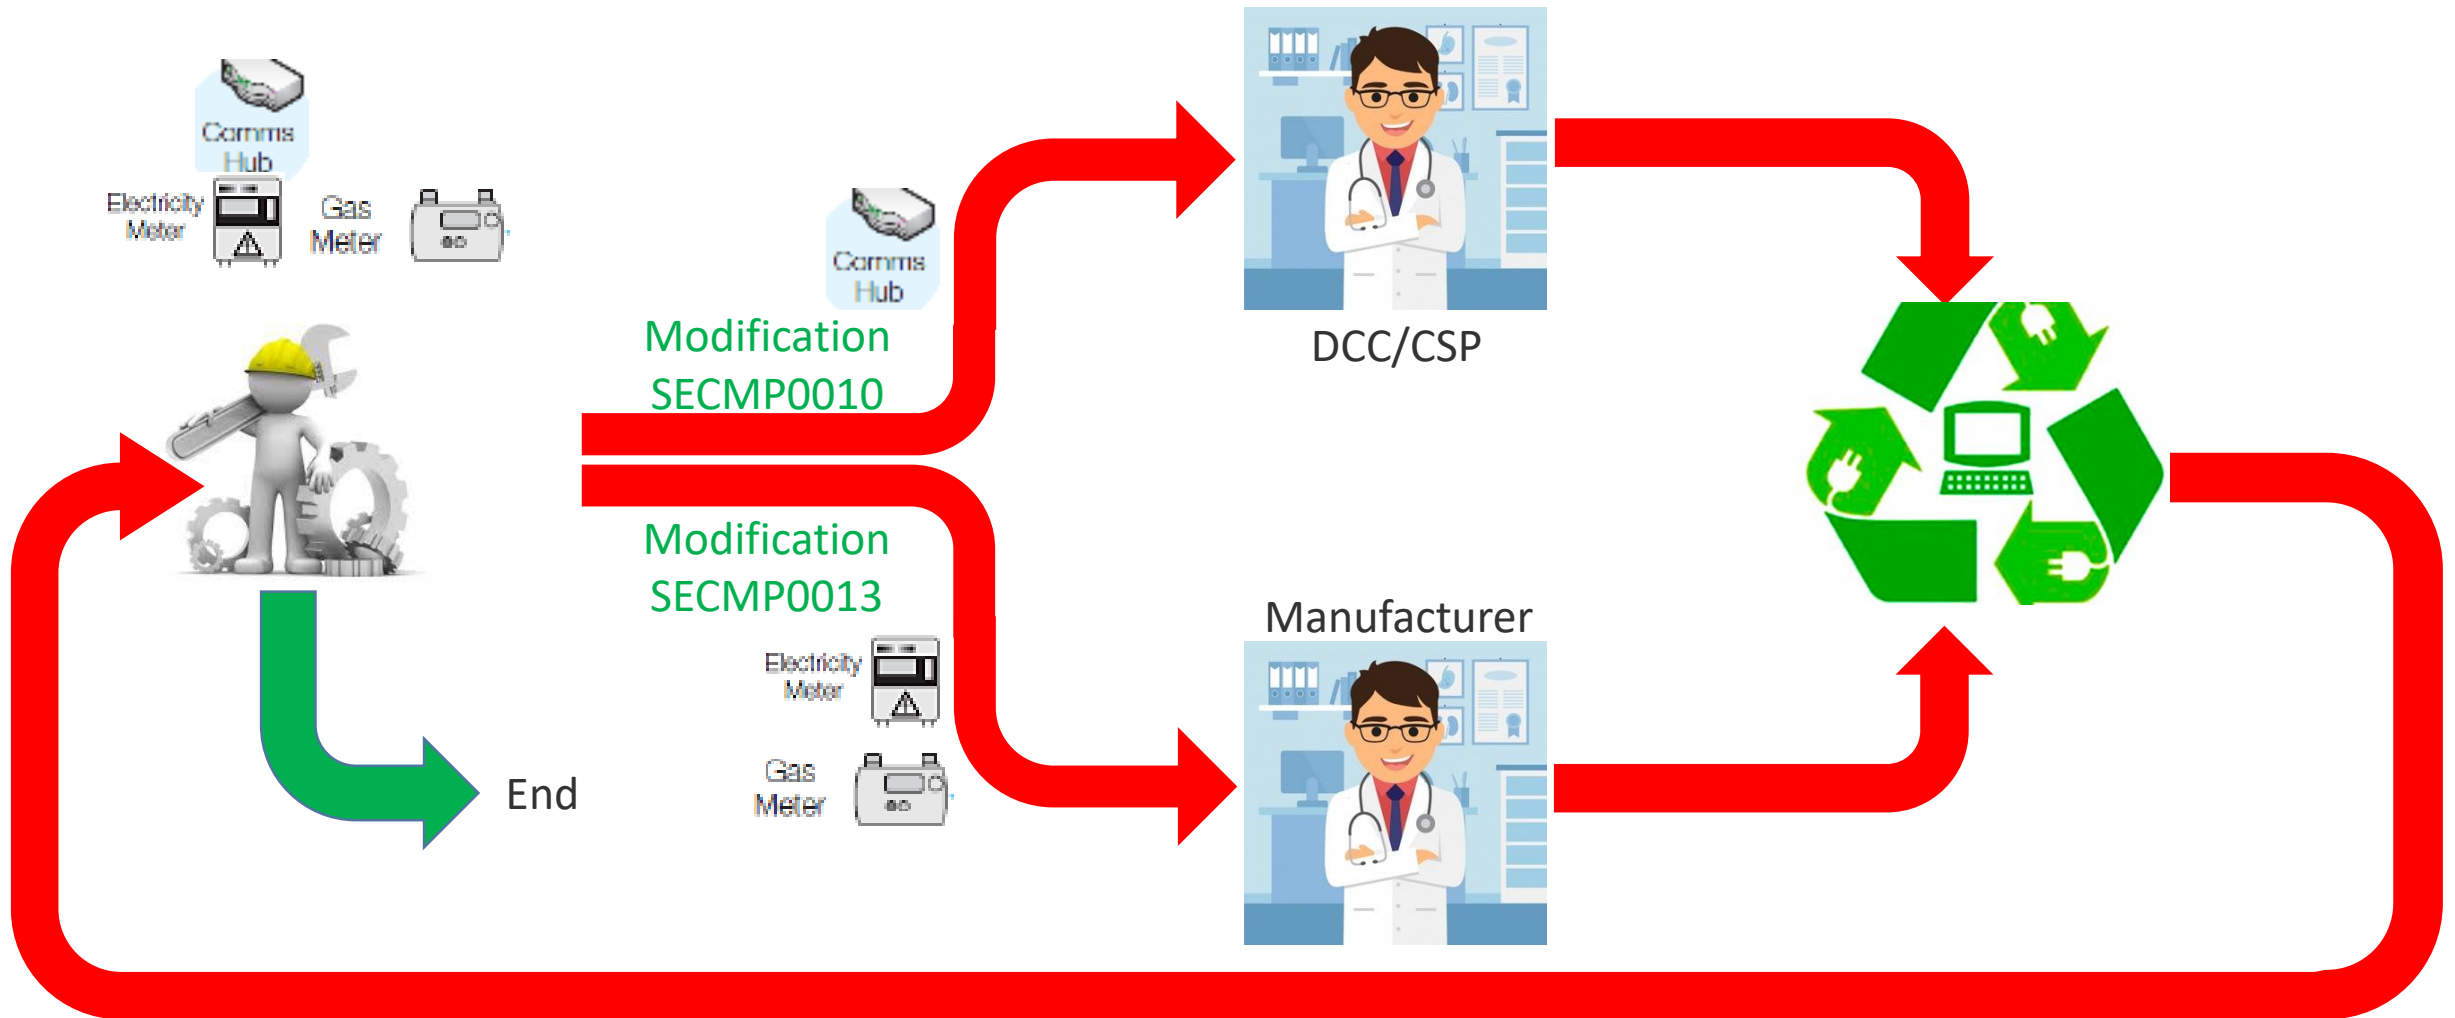 Comms
Hub
Electricity
Meter
Gas
Meter
Comms
Hub
Modification
SECMP0010
DCC/CSP
Modification
SECMP0013
Manufacturer
Electricity
Meter
Gas
Meter
End